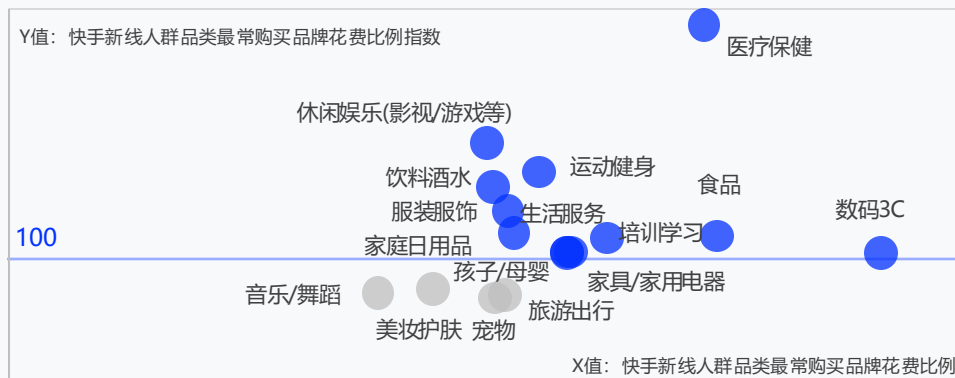 Y值：快手新线人群品类最常购买品牌花费比例指数
医疗保健
休闲娱乐(影视/游戏等)
运动健身
饮料酒水
食品
服装服饰
生活服务
数码3C
培训学习
100
家庭日用品
孩子/母婴
家具/家用电器
音乐/舞蹈
旅游出行
美妆护肤
宠物
X值：快手新线人群品类最常购买品牌花费比例